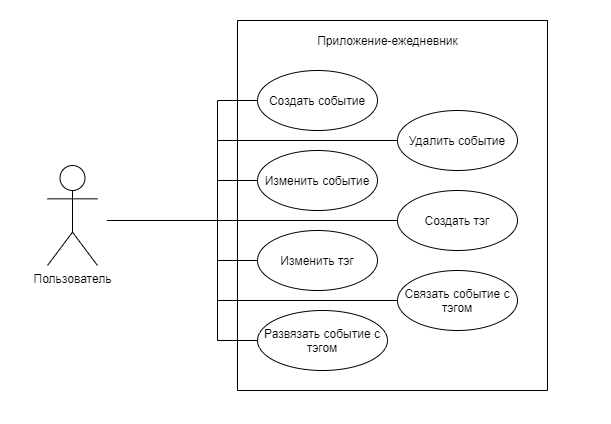 Приложение-ежедневник
Создать событие
Удалить событие
Изменить событие
Создать тэг
Изменить тэг
Связать событие с
тэгом
Развязать событие с
тэгом
Пользователь